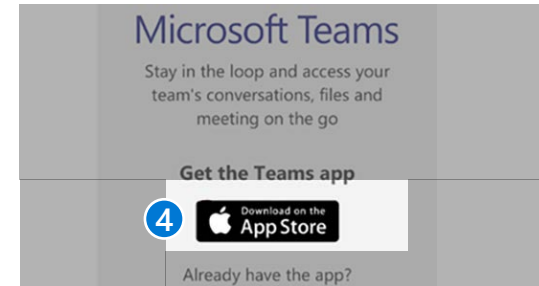 Microsoft Teams
Stay in the loop and access your
team's conversations, files and
meeting on the go
Get the Teams app
4
Download on the
App Store
Already have the app?